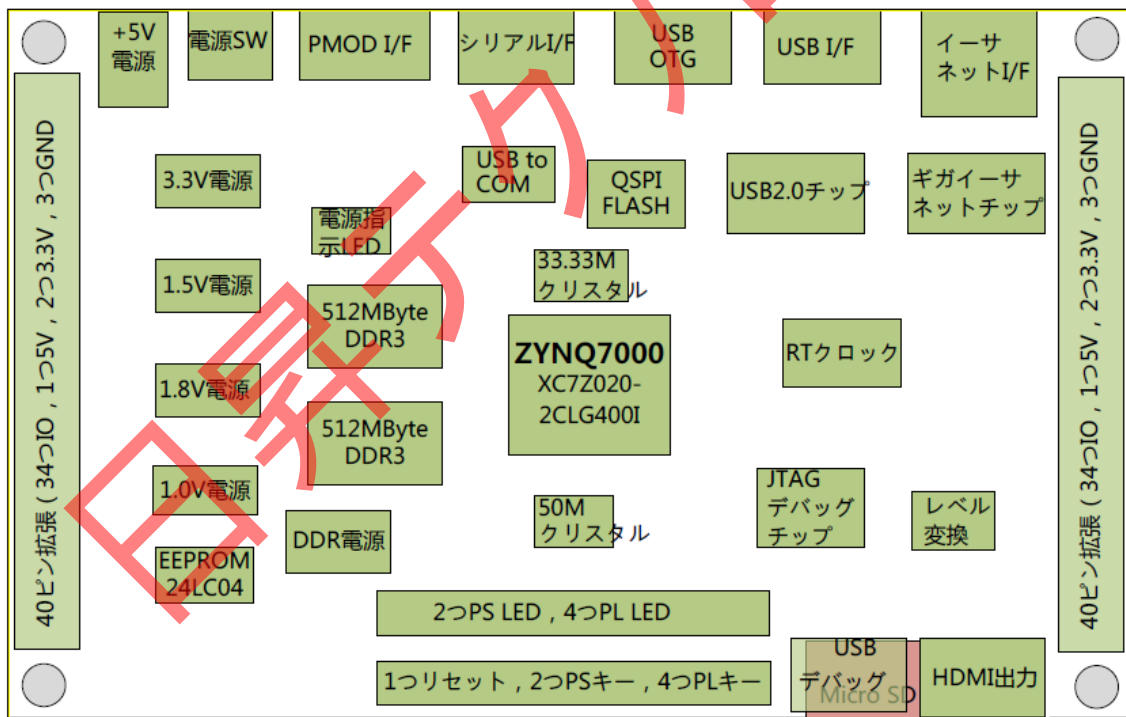 +5V
電源
電源SW
PMOD I/F
シリアルI/F
USB
OTG
USB I/F
イーサ
ネットI/F
40ピン拡張 ( 34つIO , 1つ5V , 2つ3.3V , 3つGND
3.3V電源
電源指
示LED
USB to
COM
QSPI
FLASH
USB2.0チップ
ギガイーサ
ネットチップ
1.5V電源
33.33M
クリスタル
512MByte
DDR3
ZYNQ7000
XC7Z020-
2CLG400I
RTクロック
1.8V電源
512MByte
DDR3
1.0V電源
DDR電源
50M
クリスタル
JTAG
デバッグ
チップ
レベル
変換
EEPROM
24LC04
2つPS LED , 4つPL LED
1つリセット , 2つPSキー , 4つPLキー
USB
デバッグ
Micro SD
HDMI出力
40ピン拡張 ( 34つIO , 1つ5V , 2つ3.3V , 3つGND
日昇テク